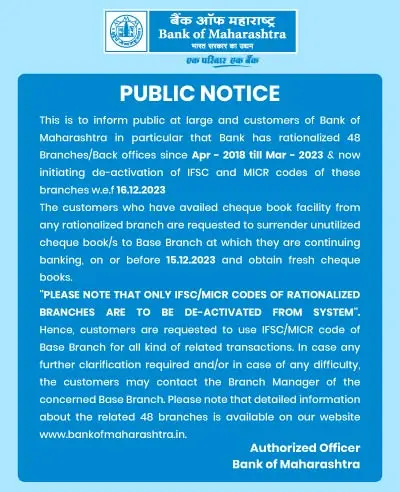 बैंक ऑफ महाराष्ट्र
Bank of Maharashtra
भारत सरकार का उद्यम
एक परिवार एक बैंक
PUBLIC NOTICE
This is to inform public at large and customers of Bank of
Maharashtra in particular that Bank has rationalized 48
Branches/Back offices since Apr - 2018 till Mar - 2023 & now
initiating de-activation of IFSC and MICR codes of these
branches w.e.f 16.12.2023
The customers who have availed cheque book facility from
any rationalized branch are requested to surrender unutilized
cheque book/s to Base Branch at which they are continuing
banking, on or before 15.12.2023 and obtain fresh cheque
books.
"PLEASE NOTE THAT ONLY IFSC/MICR CODES OF RATIONALIZED
BRANCHES ARE TO BE DE-ACTIVATED FROM SYSTEM".
Hence, customers are requested to use IFSC/MICR code of
Base Branch for all kind of related transactions. In case any
further clarification required and/or in case of any difficulty,
the customers may contact the Branch Manager of the
concerned Base Branch. Please note that detailed information
about the related 48 branches is available on our website
www.bankofmaharashtra.in.
Authorized Officer
Bank of Maharashtra